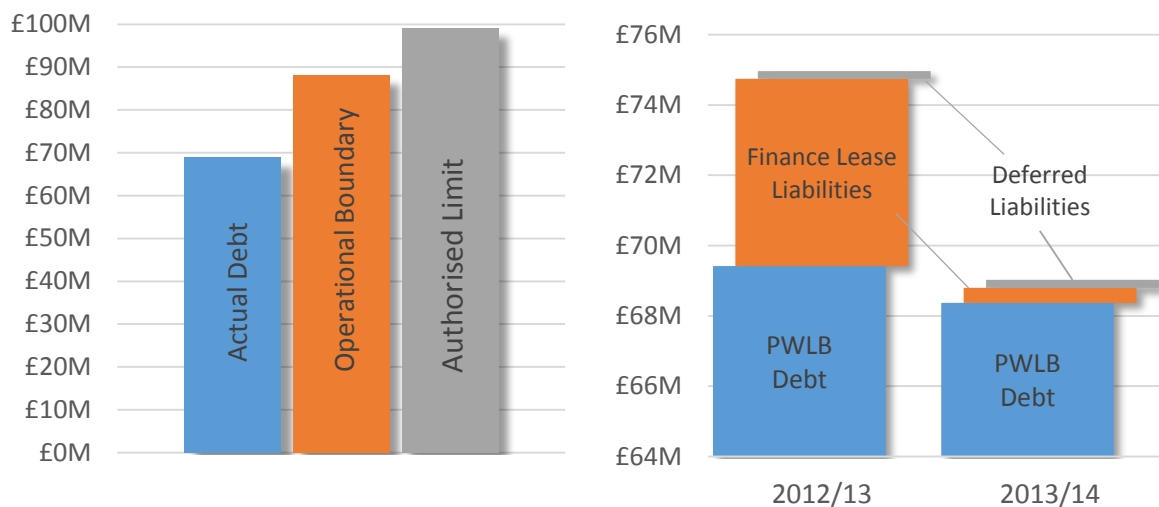 £100M
£90M
£80M
£70M
£60M
£50M
£40M
£30M
£20M
£10M
£0M
Actual Debt
Operational Boundary
Authorised Limit
£76M
£74M
£72M
£70M
£68M
£66M
£64M
Finance Lease
Liabilities
Deferred
Liabilities
PWLB
Debt
PWLB
Debt
2012/13
2013/14